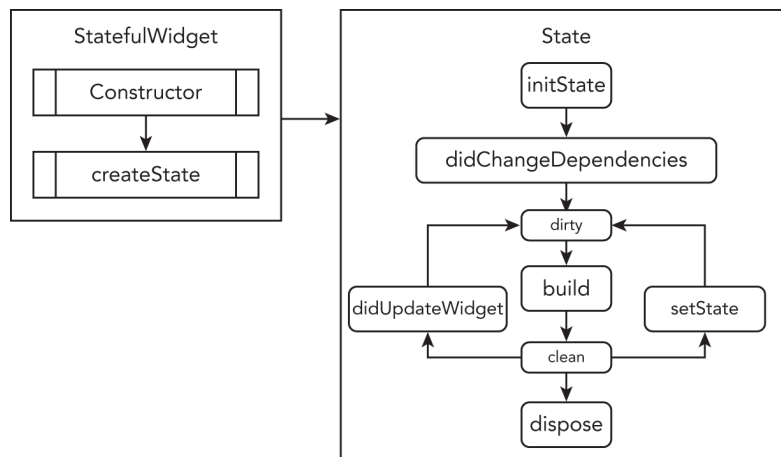 StatefulWidget
Constructor
createState
State
initState
didChangeDependencies
dirty
build
didUpdateWidget
setState
clean
dispose